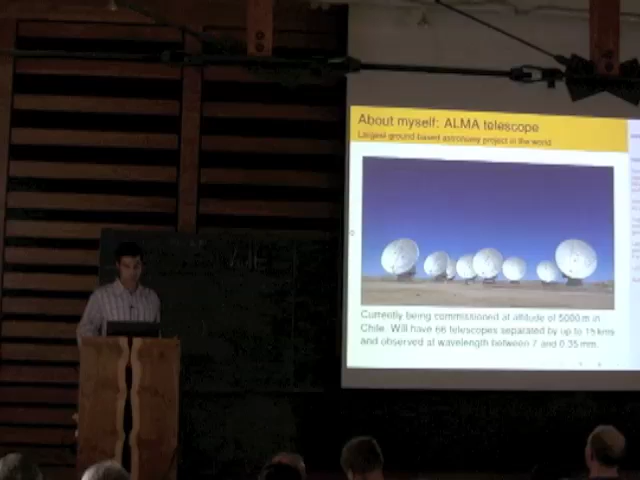 About myself: ALMA telescope
Largest ground based astronomy project in the world
Currently being commissioned at altitude of 5000 m in
Chile. Will have 66 telescopes separated by up to 15 kms
and observed at wavelength between 7 and 0.35 mm.